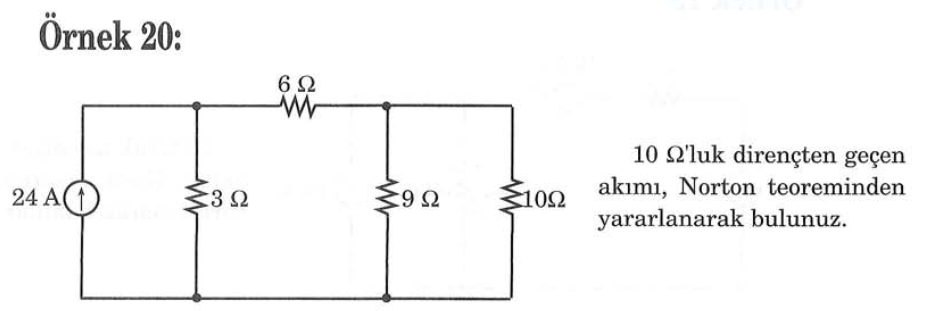 Örnek 20:
6 Ω
24 A
3 Ω
9 Ω
10Ω
10 Ω'luk dirençten geçen
akımı, Norton teoreminden
yararlanarak bulunuz.